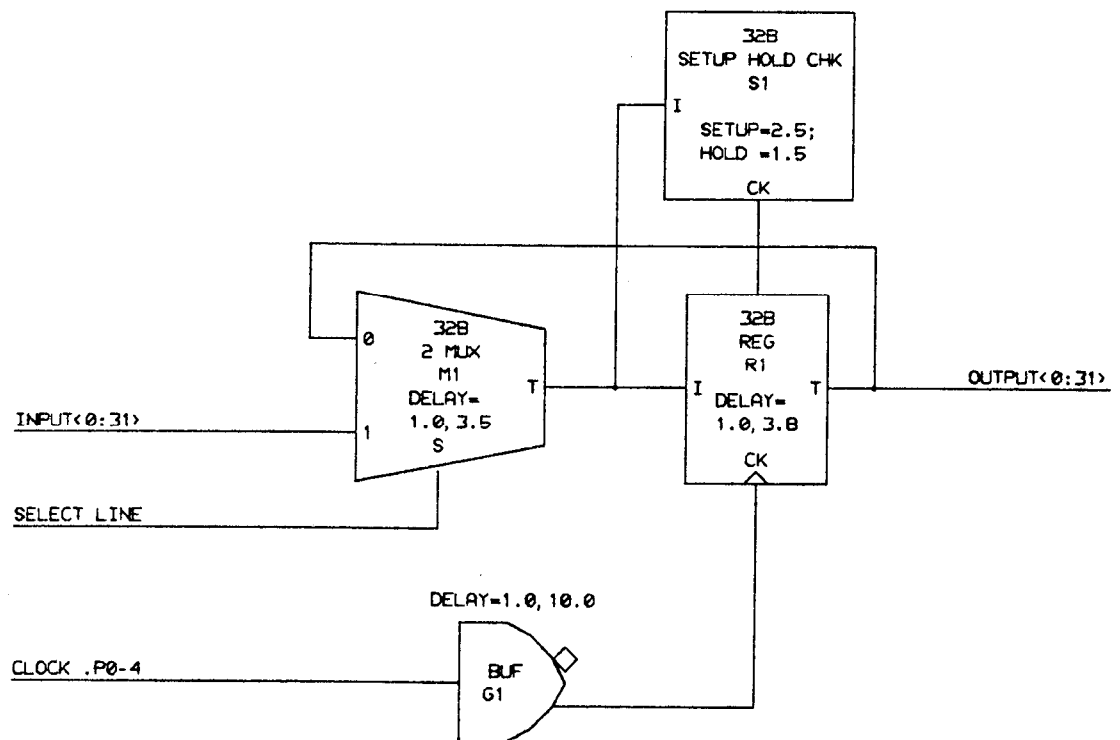 32B
SETUP HOLD CHK
S1
I
SETUP=2.5;
HOLD =1.5
CK
0
32B
2 MUX
M1
DELAY=
1.0, 3.5
S
T
1
32B
REG
R1
I
T
DELAY=
1.0, 3.8
CK
OUTPUT<0:31>
INPUT<0:31>
SELECT LINE
DELAY=1.0, 10.0
CLOCK .P0-4
BUF
G1